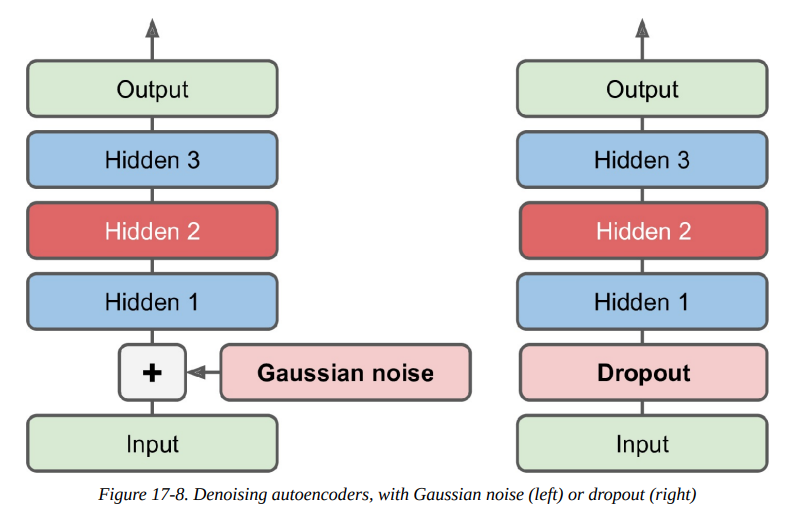 Output
Hidden 3
Hidden 2
Hidden 1
+
Gaussian noise
Input
Output
Hidden 3
Hidden 2
Hidden 1
Dropout
Input
Figure 17-8. Denoising autoencoders, with Gaussian noise (left) or dropout (right)